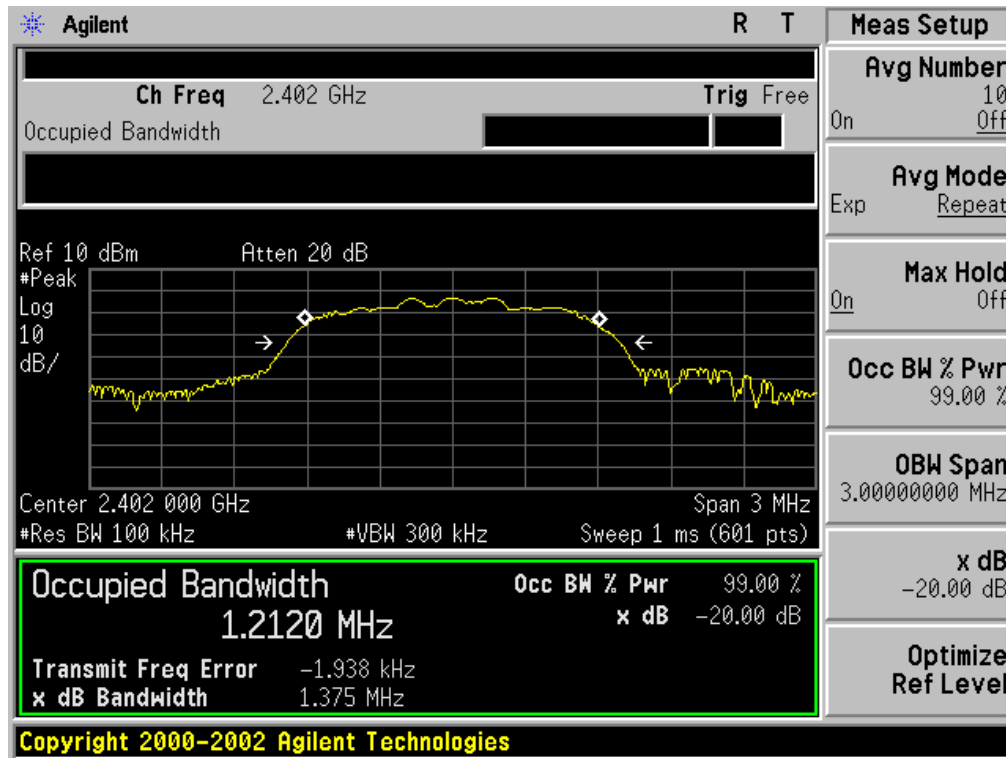 Agilent R T
Ch Freq 2.402 GHz Trig Free
Occupied Bandwidth
Ref 10 dBm Atten 20 dB
#Peak
Log
10
dB/
Center 2.402 000 GHz Span 3 MHz
#Res BW 100 kHz #VBW 300 kHz Sweep 1 ms (601 pts)
Occupied Bandwidth Occ BW % Pwr 99.00 %
1.2120 MHz x dB -20.00 dB
Transmit Freq Error -1.938 kHz
x dB Bandwidth 1.375 MHz
Copyright 2000-2002 Agilent Technologies
Meas Setup
Avg Number
10
On Off
Avg Mode
Exp Repeat
Max Hold
On Off
Occ BW % Pwr
99.00 %
OBW Span
3.00000000 MHz
x dB
-20.00 dB
Optimize
Ref Level